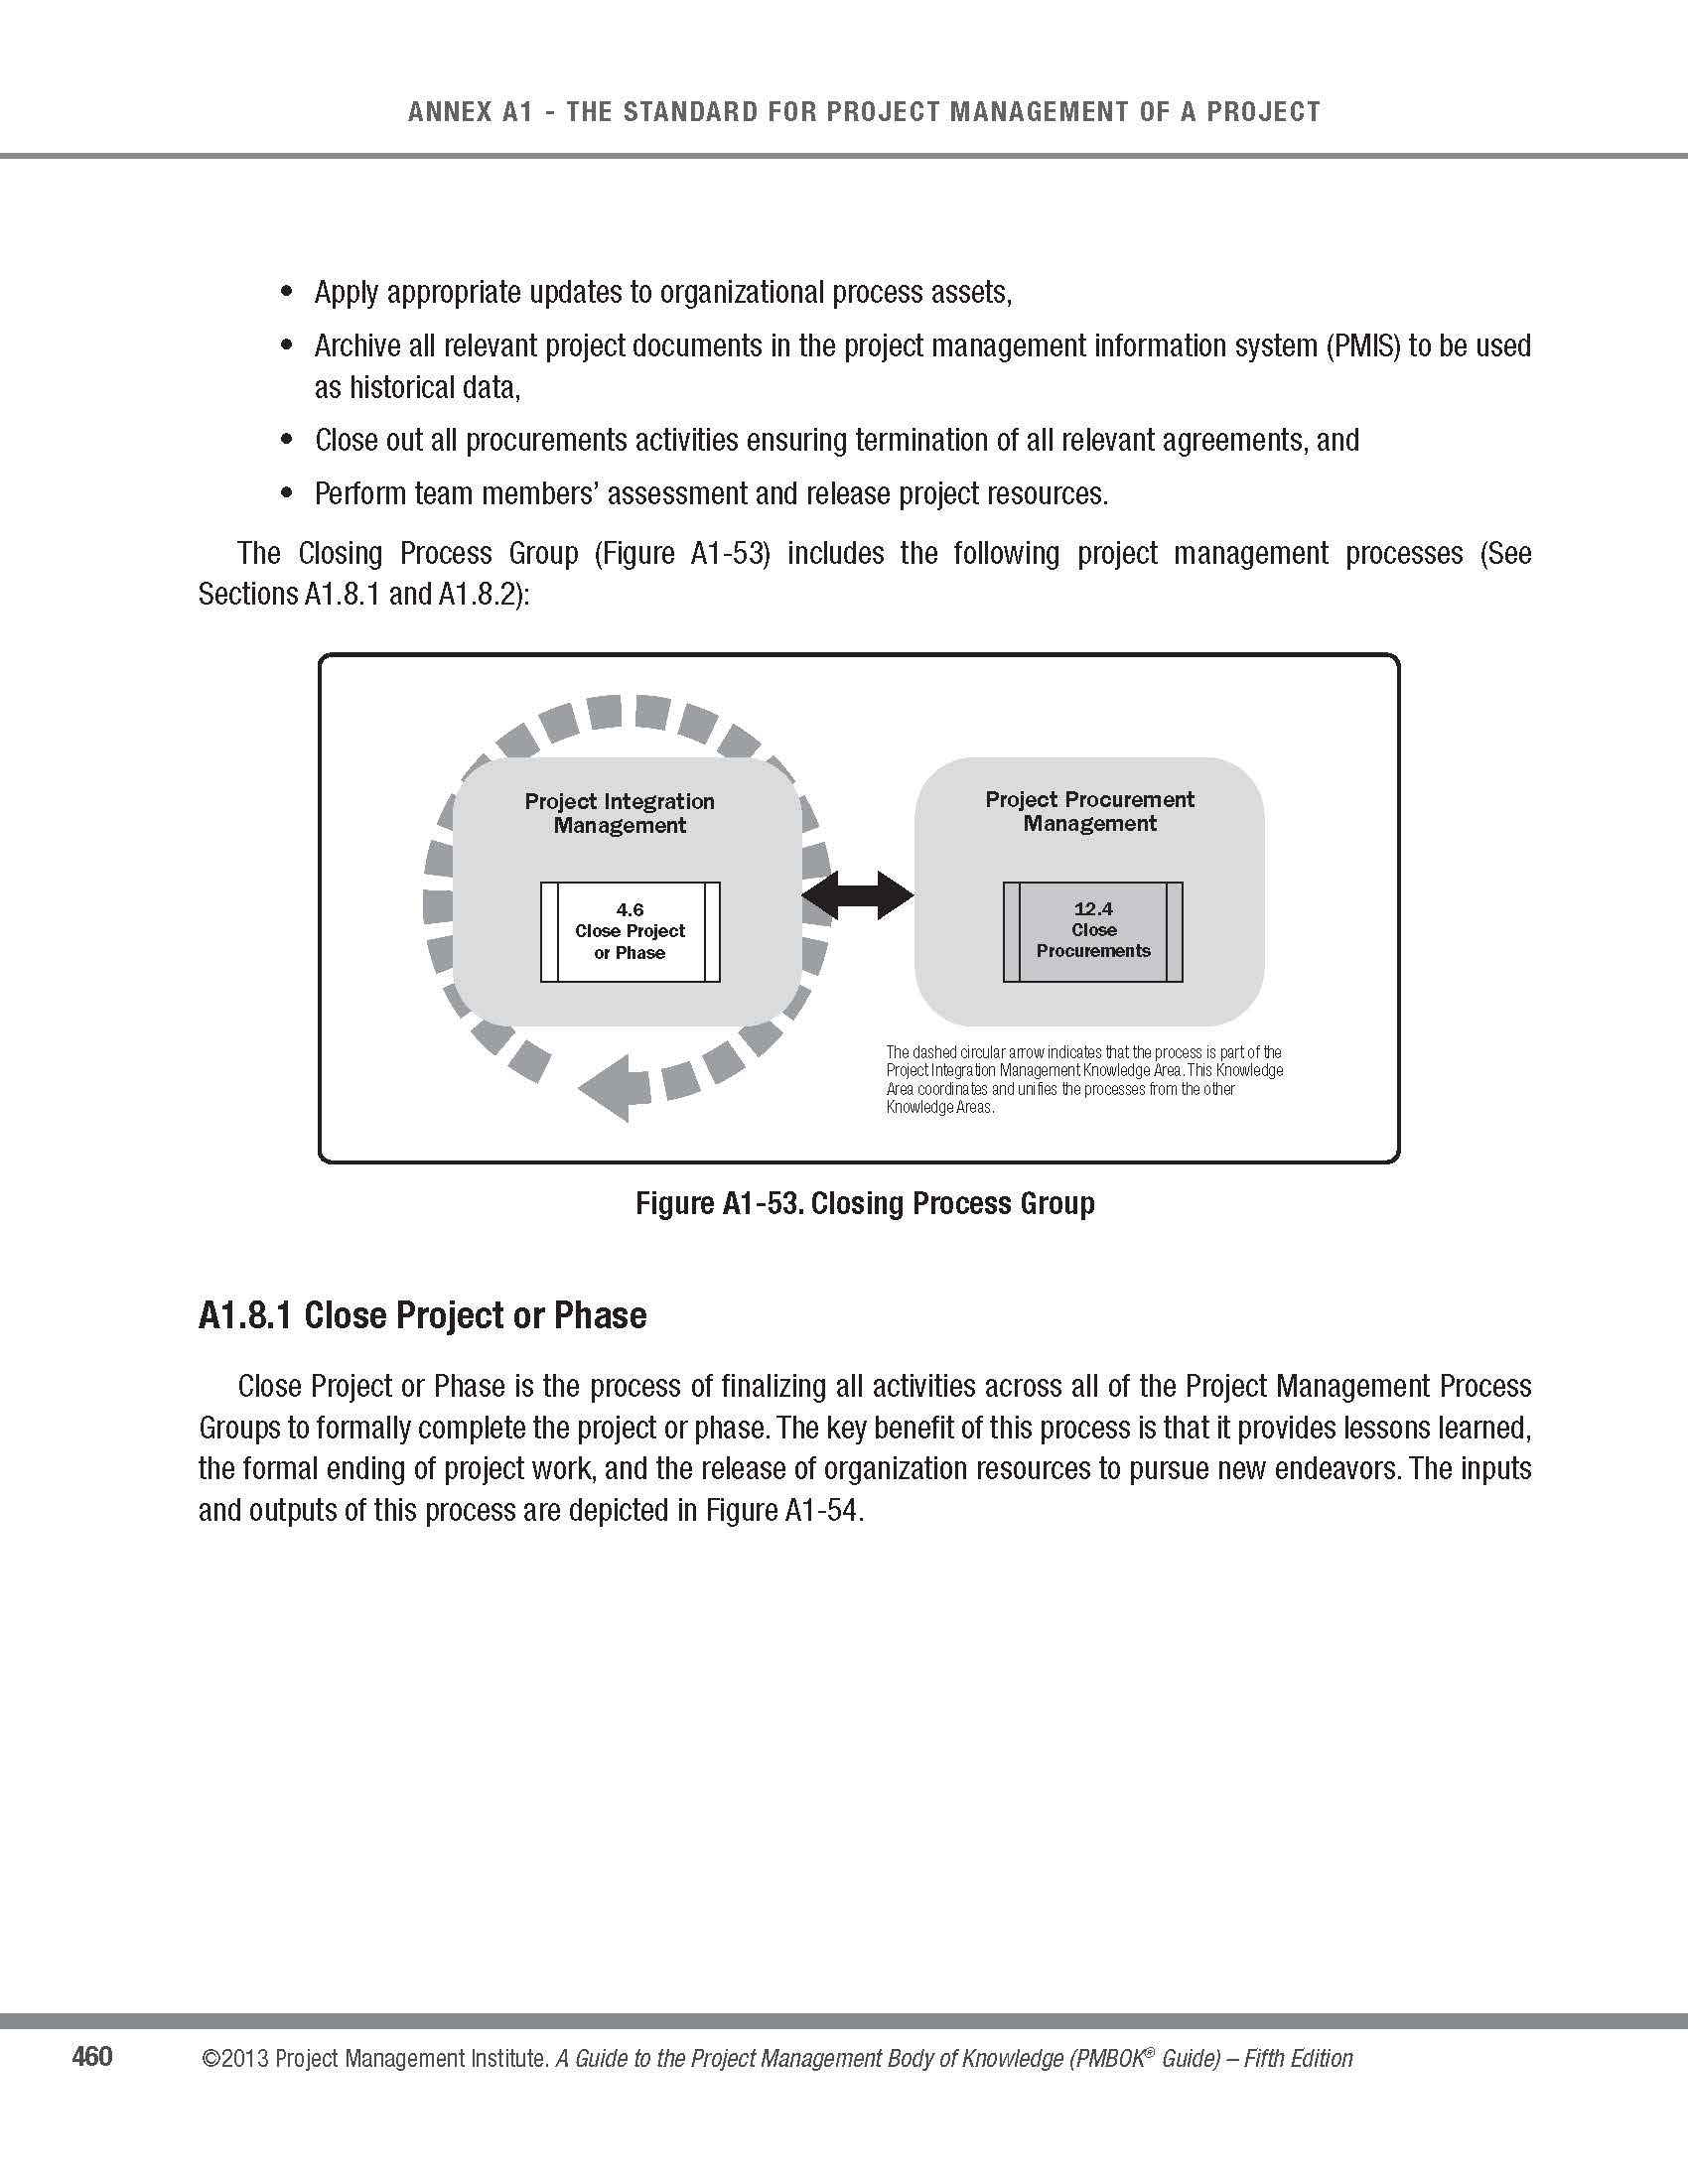 ANNEX A1 - THE STANDARD FOR PROJECT MANAGEMENT OF A PROJECT
• Apply appropriate updates to organizational process assets,
• Archive all relevant project documents in the project management information system (PMIS) to be used
as historical data,
• Close out all procurements activities ensuring termination of all relevant agreements, and
• Perform team members’ assessment and release project resources.
The Closing Process Group (Figure A1-53) includes the following project management processes (See
Sections A1.8.1 and A1.8.2):
Project Integration
Management
4.6
Close Project
or Phase
Project Procurement
Management
12.4
Close
Procurements
The dashed circular arrow indicates that the process is part of the
Project Integration Management Knowledge Area. This Knowledge
Area coordinates and unifies the processes from the other
Knowledge Areas.
Figure A1-53. Closing Process Group
A1.8.1 Close Project or Phase
Close Project or Phase is the process of finalizing all activities across all of the Project Management Process
Groups to formally complete the project or phase. The key benefit of this process is that it provides lessons learned,
the formal ending of project work, and the release of organization resources to pursue new endeavors. The inputs
and outputs of this process are depicted in Figure A1-54.
460 ©2013 Project Management Institute. A Guide to the Project Management Body of Knowledge (PMBOK® Guide) – Fifth Edition